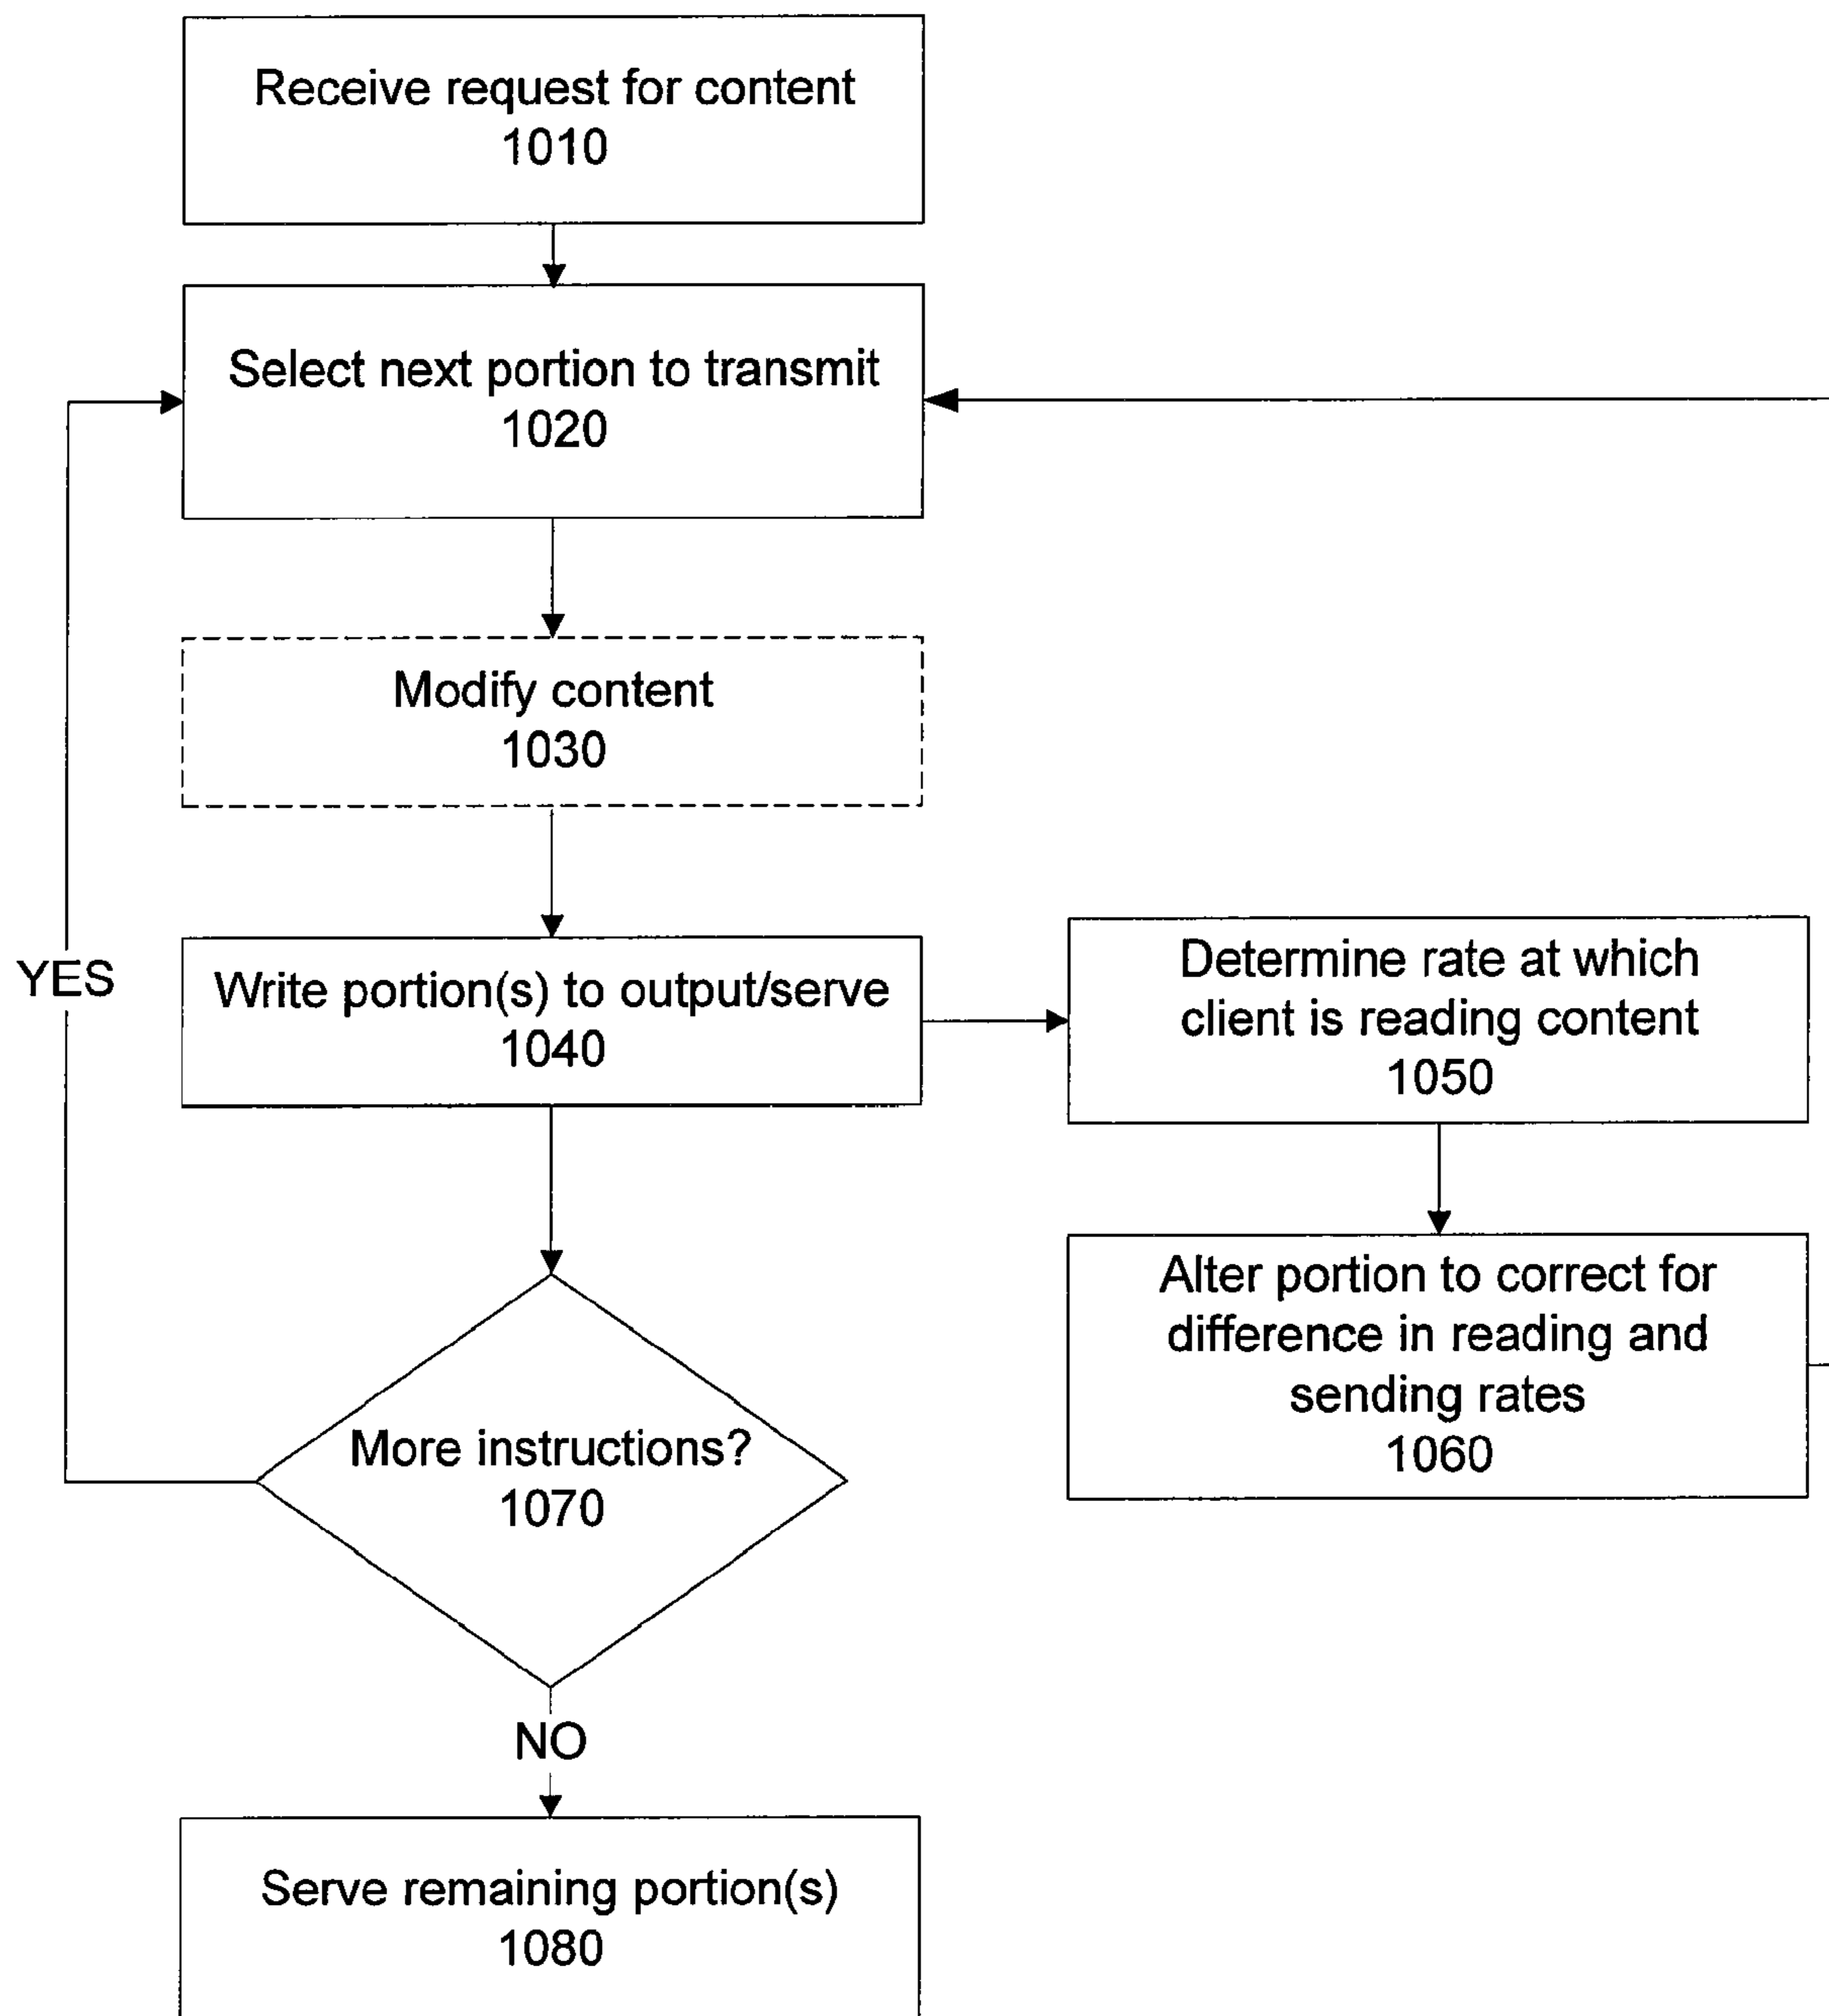 Receive request for content
1010
Select next portion to transmit
1020
Modify content
1030
YES
Write portion(s) to output/serve
1040
Determine rate at which
client is reading content
1050
Alter portion to correct for
difference in reading and
sending rates
1060
More instructions?
1070
NO
Serve remaining portion(s)
1080